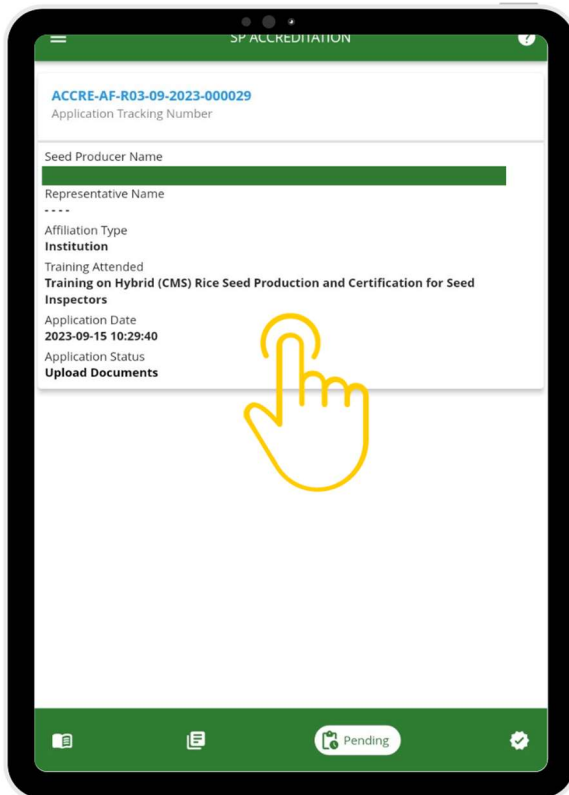 SP ACCREDITATION
ACCRE-AF-R03-09-2023-000029
Application Tracking Number
Seed Producer Name
Representative Name
- - - -
Affiliation Type
Institution
Training Attended
Training on Hybrid (CMS) Rice Seed Production and Certification for Seed
Inspectors
Application Date
2023-09-15 10:29:40
Application Status
Upload Documents
Pending